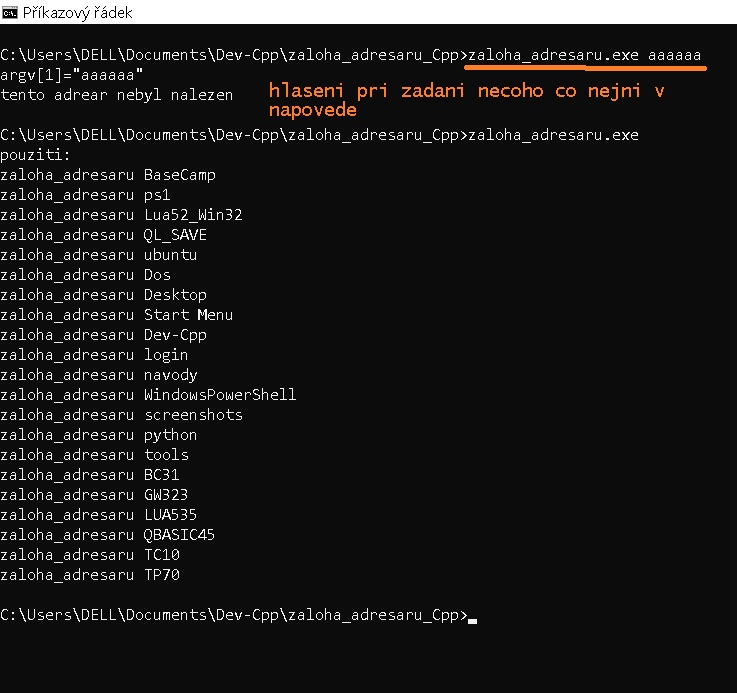 Příkazový řádek
C:\Users\DELL\Documents\Dev-Cpp\zaloha_adresaru_Cpp>zaloha_adresaru.exe aaaaaa
argv[1]="aaaaaa"
tento adrear nebyl nalezen
hlaseni pri zadani necoho co nejni v
napovede
C:\Users\DELL\Documents\Dev-Cpp\zaloha_adresaru_Cpp>zaloha_adresaru.exe
pouziti:
zaloha_adresaru BaseCamp
zaloha_adresaru ps1
zaloha_adresaru Lua52_Win32
zaloha_adresaru QL_SAVE
zaloha_adresaru ubuntu
zaloha_adresaru Dos
zaloha_adresaru Desktop
zaloha_adresaru Start Menu
zaloha_adresaru Dev-Cpp
zaloha_adresaru login
zaloha_adresaru navody
zaloha_adresaru WindowsPowerShell
zaloha_adresaru screenshots
zaloha_adresaru python
zaloha_adresaru tools
zaloha_adresaru BC31
zaloha_adresaru GW323
zaloha_adresaru LUA535
zaloha_adresaru QBASIC45
zaloha_adresaru TC10
zaloha_adresaru TP70
C:\Users\DELL\Documents\Dev-Cpp\zaloha_adresaru_Cpp>